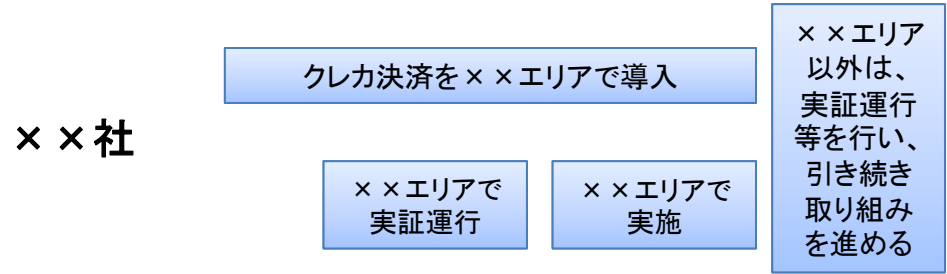 ××社
クレカ決済を××エリアで導入
××エリアで
実証運行
××エリアで
実施
××エリア
以外は、
実証運行
等を行い、
引き続き
取り組み
を進める